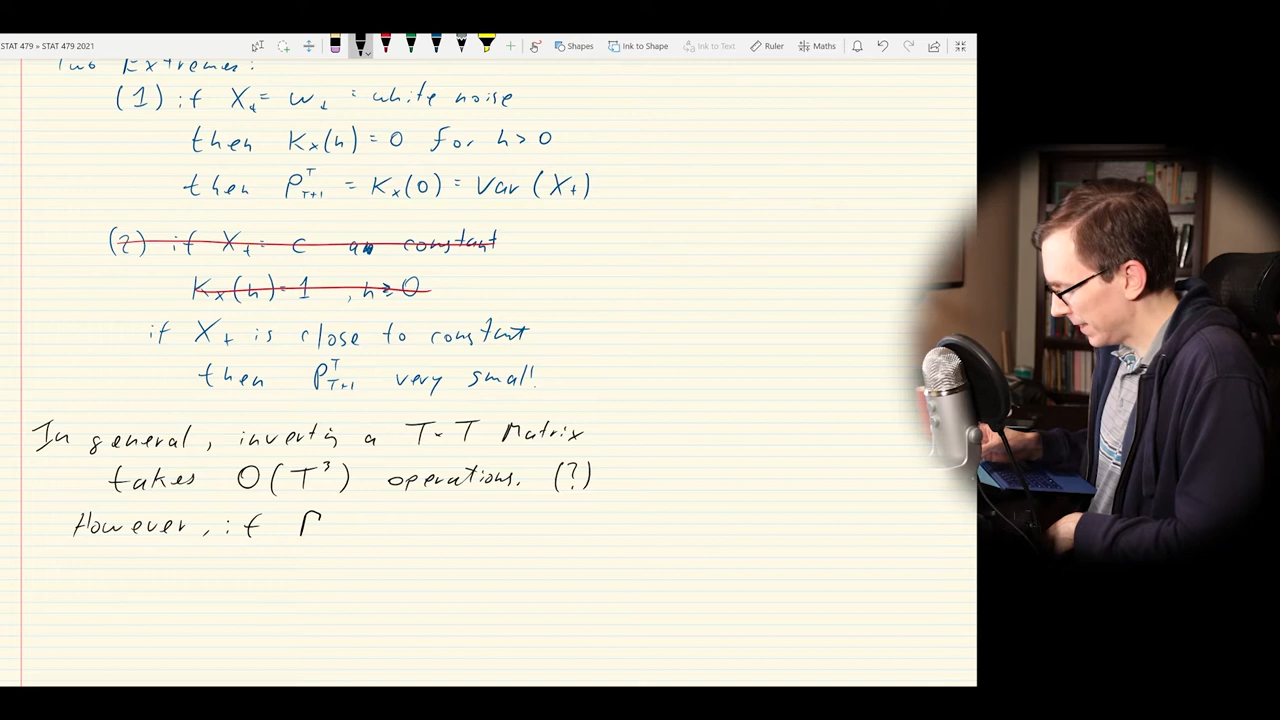 STAT 479 » STAT 479 2021
Shapes
Ink to Shape
Ink to Text
Ruler
Maths
Two Extremes:
(1) if X_t = w_t = white noise
then K_x(h) = 0 for h > 0
then P^T_{T+1} = K_x(0) = Var (X_t)
(2) if X_t = c a constant
K_x(h) = 1 , h ≥ 0
if X_t is close to constant
then P^T_{T+1} very small!
In general, invertin a T×T Matrix
takes O(T³) operations. (?)
However, if Γ